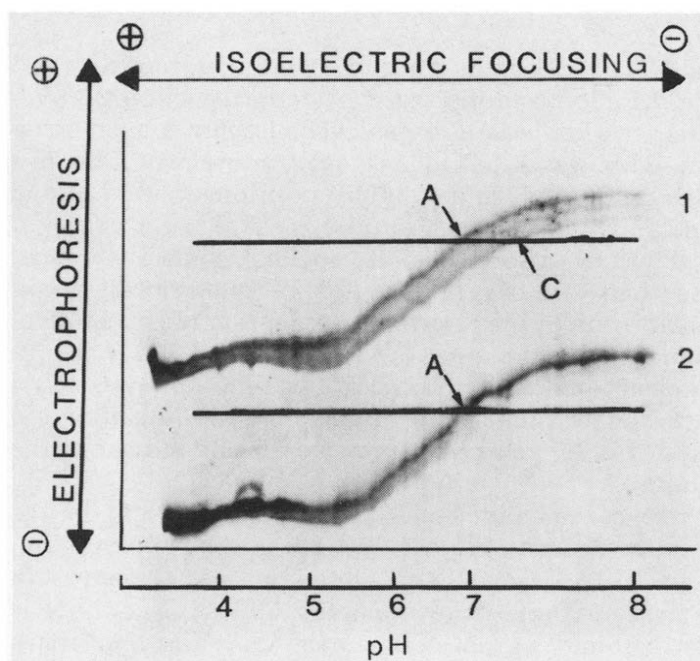 ⊕ ⊖
ISOELECTRIC FOCUSING
⊕
ELECTROPHORESIS
⊖
A 1
C
A 2
4 5 6 7 8
pH